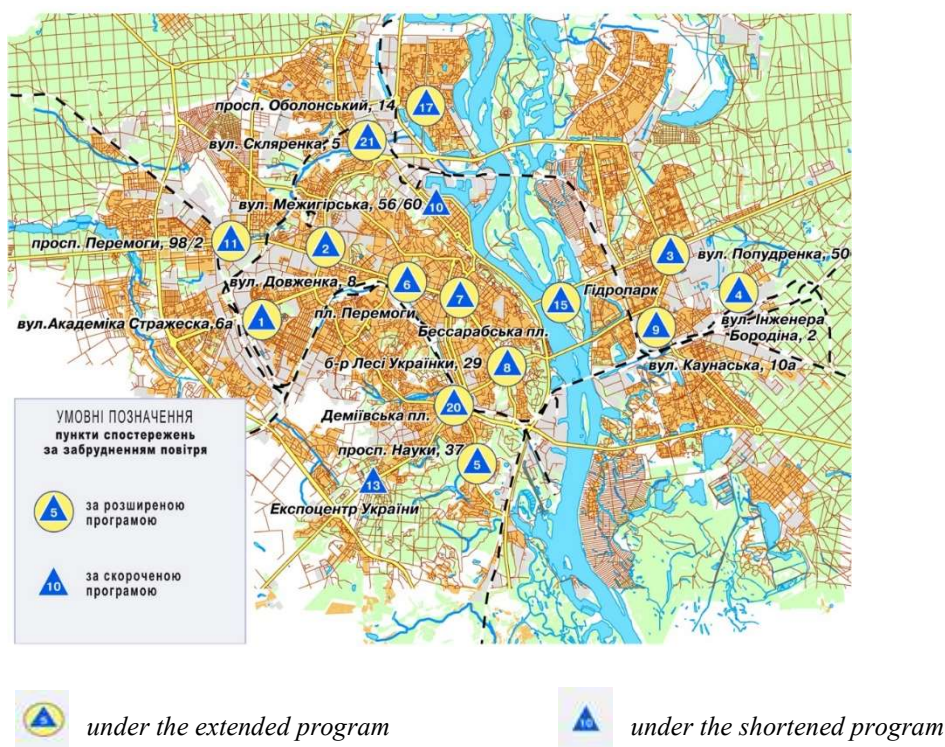 просп. Оболонський, 14
17
вул. Скляренка, 5
21
вул. Межигірська, 56/60
10
просп. Перемоги, 98/2
11
2
3
вул. Попудренка, 50
вул. Довженка, 8
6
7
15
Гідропарк
4
вул.Академіка Стражеска,6а
1
пл. Перемоги
Бессарабська пл.
9
вул. Інженера
Бородіна, 2
б-р Лесі Українки, 29
8
вул. Каунаська, 10а
Деміївська пл.
20
просп. Науки, 37
5
13
Експоцентр України
УМОВНІ ПОЗНАЧЕННЯ
пункти спостережень
за забрудненням повітря
5
за розширеною
програмою
10
за скороченою
програмою
5
under the extended program
10
under the shortened program